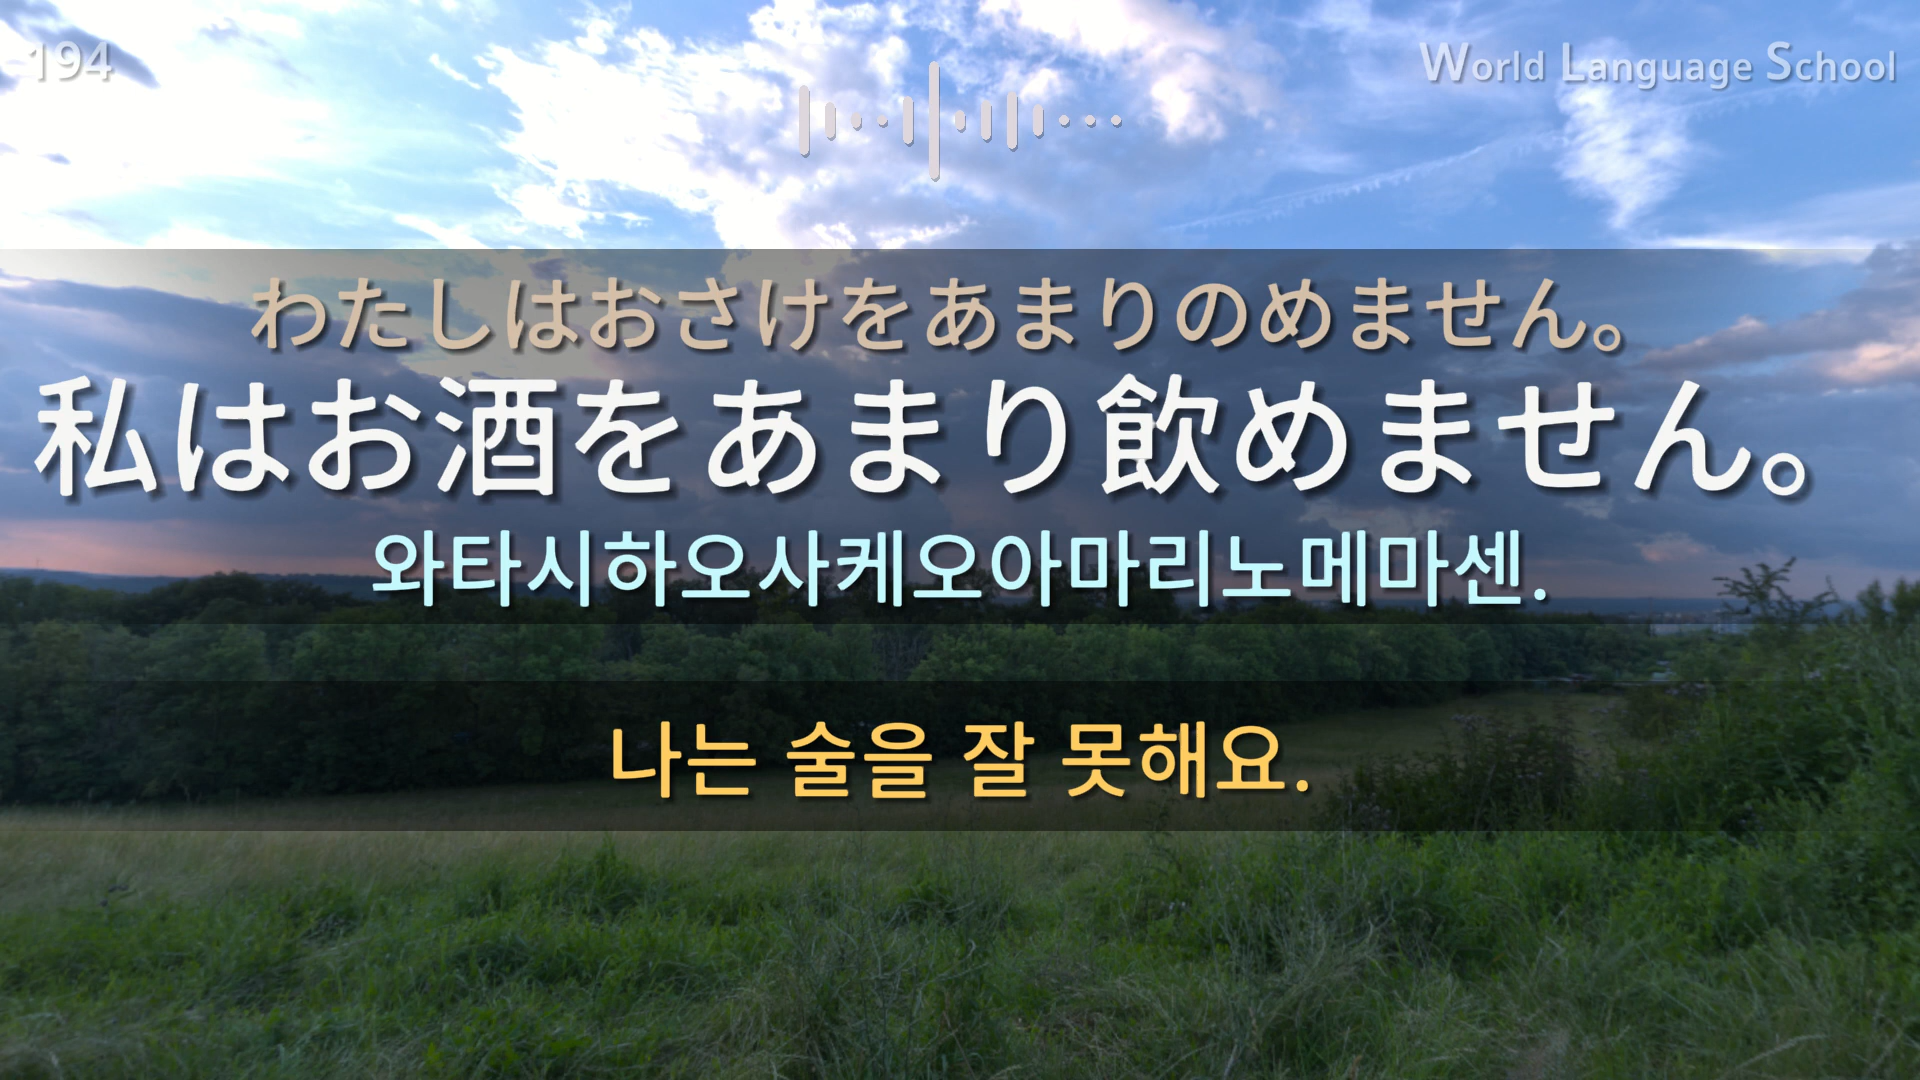 194
World Language School
わたしはおさけをあまりのめません。
私はお酒をあまり飲めません。
와타시하오사케오아마리노메마센.
나는 술을 잘 못해요.